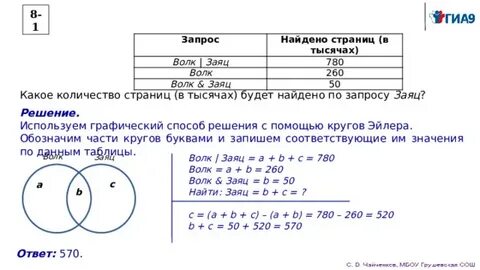 8-
1
ГИА9
Запрос Найдено страниц (в тысячах)
Волк | Заяц 780
Волк 260
Волк & Заяц 50
Какое количество страниц (в тысячах) будет найдено по запросу Заяц?
Решение.
Используем графический способ решения с помощью кругов Эйлера.
Обозначим части кругов буквами и запишем соответствующие им значения
по данным таблицы.
Волк Заяц
a b c
Волк | Заяц = a + b + c = 780
Волк = a + b = 260
Волк & Заяц = b = 50
Найти: Заяц = b + c = ?
c = (a + b + c) – (a + b) = 780 – 260 = 520
b + c = 50 + 520 = 570
Ответ: 570.
С. В. Чайченков, МБОУ Грушевская СОШ